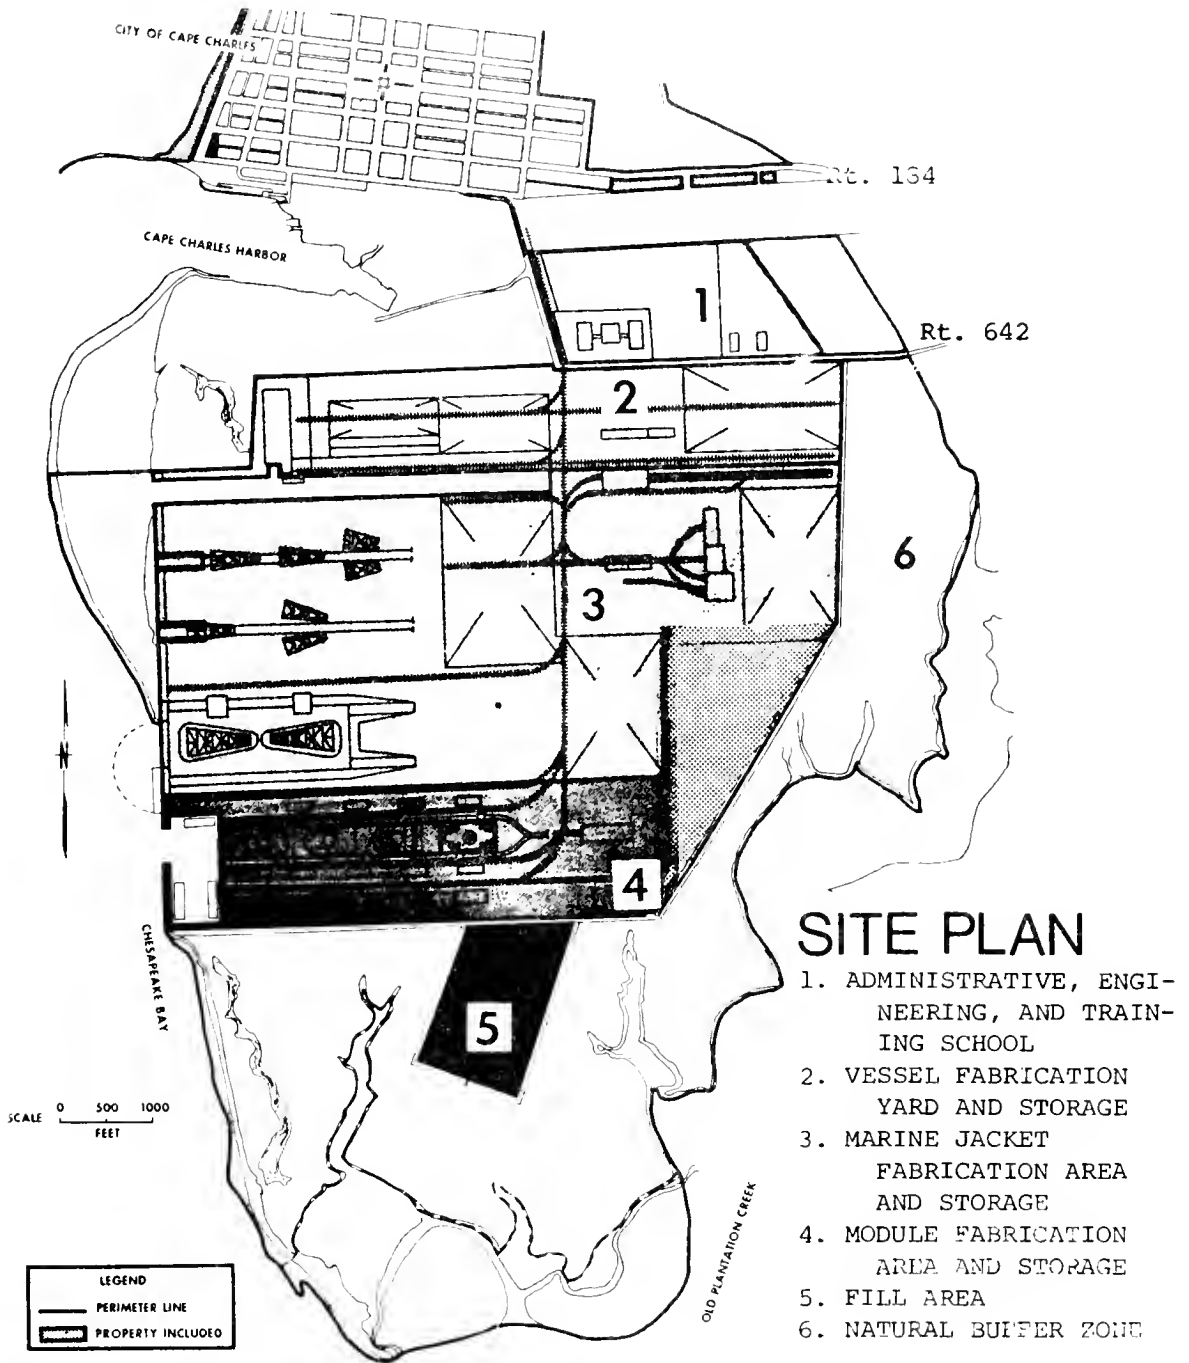 CITY OF CAPE CHARLES
Rt. 134
CAPE CHARLES HARBOR
1
Rt. 642
2
6
3
N
4
CHESAPEAKE BAY
5
SITE PLAN
1. ADMINISTRATIVE, ENGI-
NEERING, AND TRAIN-
ING SCHOOL
2. VESSEL FABRICATION
YARD AND STORAGE
3. MARINE JACKET
FABRICATION AREA
AND STORAGE
4. MODULE FABRICATION
AREA AND STORAGE
5. FILL AREA
6. NATURAL BUFFER ZONE
SCALE 0 500 1000
FEET
OLD PLANTATION CREEK
LEGEND
PERIMETER LINE
PROPERTY INCLUDED